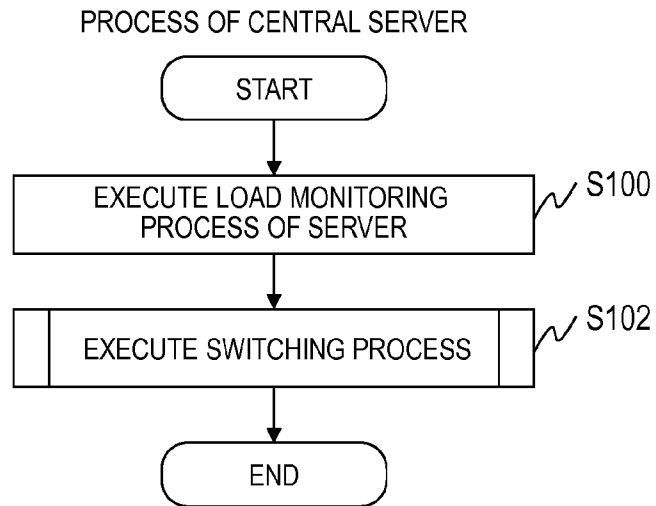 PROCESS OF CENTRAL SERVER
START
EXECUTE LOAD MONITORING
PROCESS OF SERVER
S100
EXECUTE SWITCHING PROCESS
S102
END